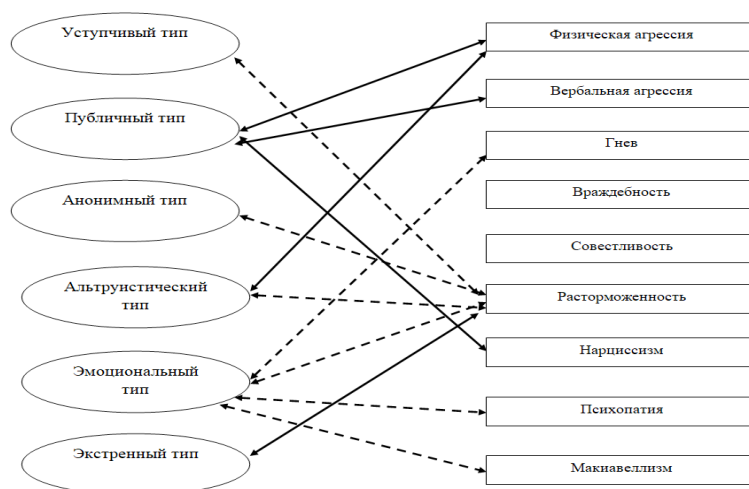 Уступчивый тип
Публичный тип
Анонимный тип
Альтруистический
тип
Эмоциональный
тип
Экстренный тип
Физическая агрессия
Вербальная агрессия
Гнев
Враждебность
Совестливость
Расторможенность
Нарциссизм
Психопатия
Макиавеллизм